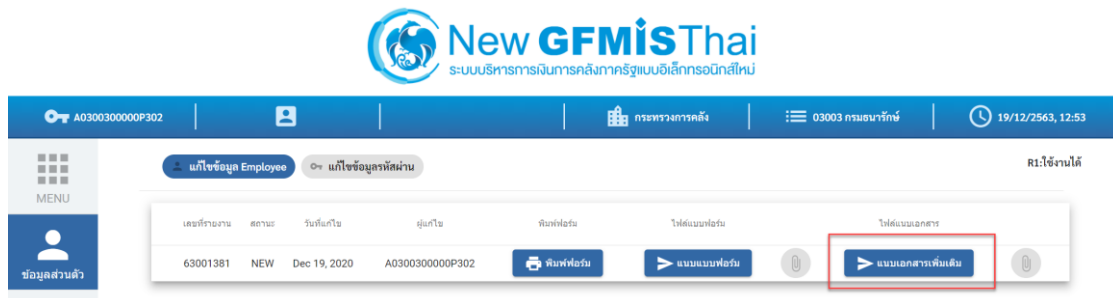 New GFMIS Thai
ระบบบริหารการเงินการคลังภาครัฐแบบอิเล็กทรอนิกส์ใหม่
A0300300000P302 กระทรวงการคลัง 03003 กรมธนารักษ์ 19/12/2563, 12:53
แก้ไขข้อมูล Employee แก้ไขข้อมูลรหัสผ่าน R1:ใช้งานได้
MENU
เลขที่รายงาน สถานะ วันที่แก้ไข ผู้แก้ไข พิมพ์ฟอร์ม ไฟล์แนบฟอร์ม ไฟล์แนบเอกสาร
63001381 NEW Dec 19, 2020 A0300300000P302 พิมพ์ฟอร์ม แนบแบบฟอร์ม แนบเอกสารเพิ่มเติม
ข้อมูลส่วนตัว